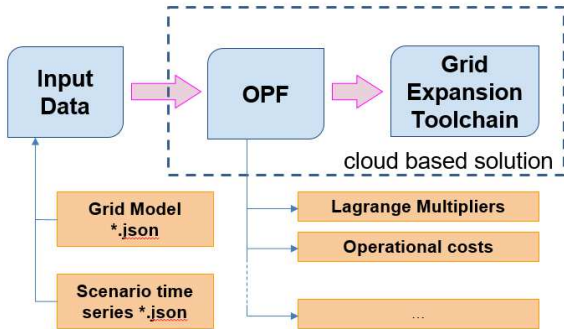 Input
Data
OPF
Grid
Expansion
Toolchain
cloud based solution
Grid Model
*.json
Scenario time
series *.json
Lagrange Multipliers
Operational costs
...